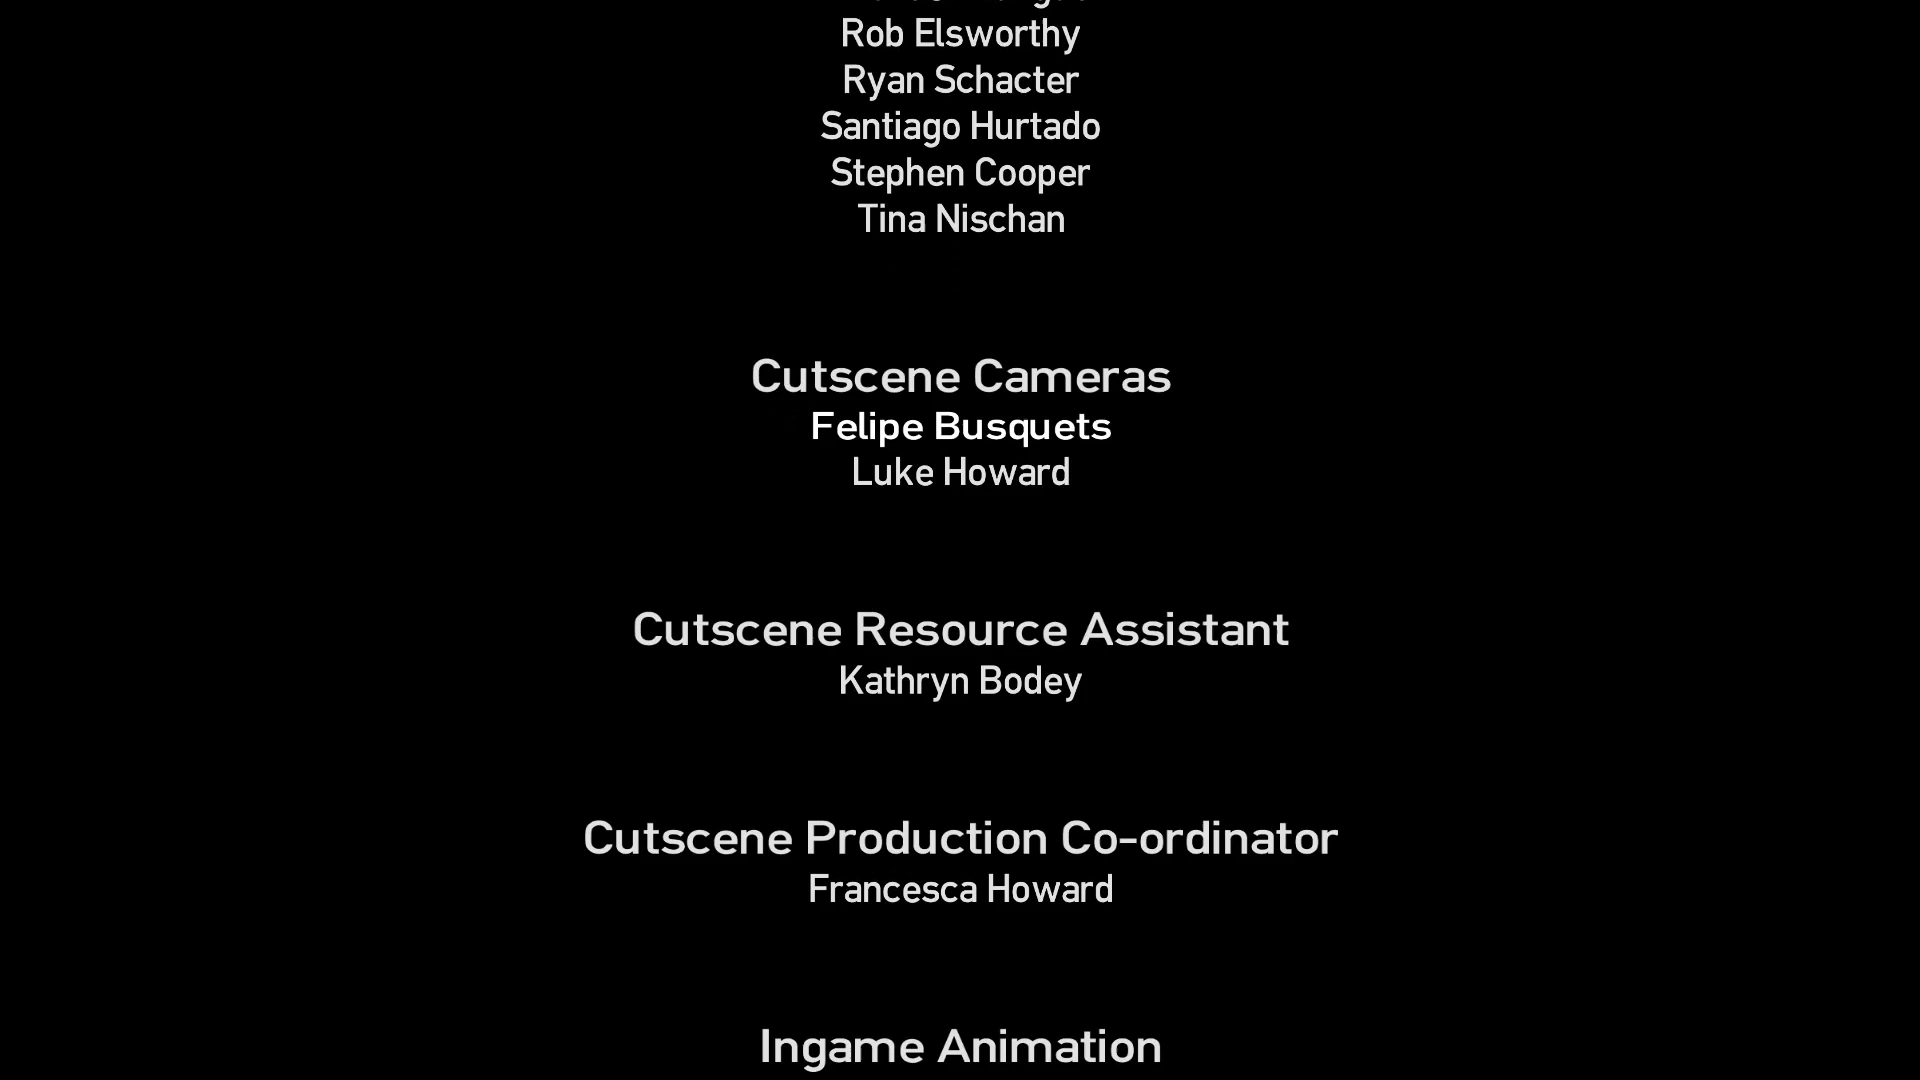 Rob Elsworthy
Ryan Schacter
Santiago Hurtado
Stephen Cooper
Tina Nischan
Cutscene Cameras
Felipe Busquets
Luke Howard
Cutscene Resource Assistant
Kathryn Bodey
Cutscene Production Co-ordinator
Francesca Howard
Ingame Animation